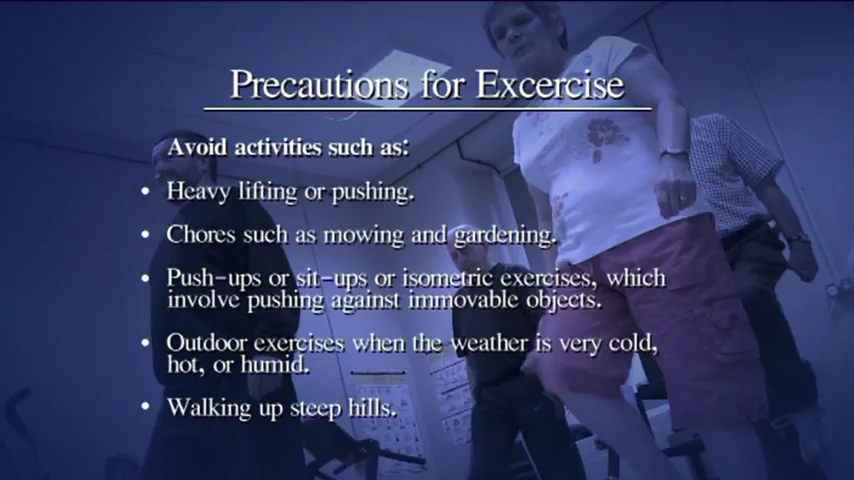 Precautions for Excercise
Avoid activities such as:
• Heavy lifting or pushing.
• Chores such as mowing and gardening.
• Push-ups or sit-ups or isometric exercises, which
involve pushing against immovable objects.
• Outdoor exercises when the weather is very cold,
hot, or humid.
• Walking up steep hills.